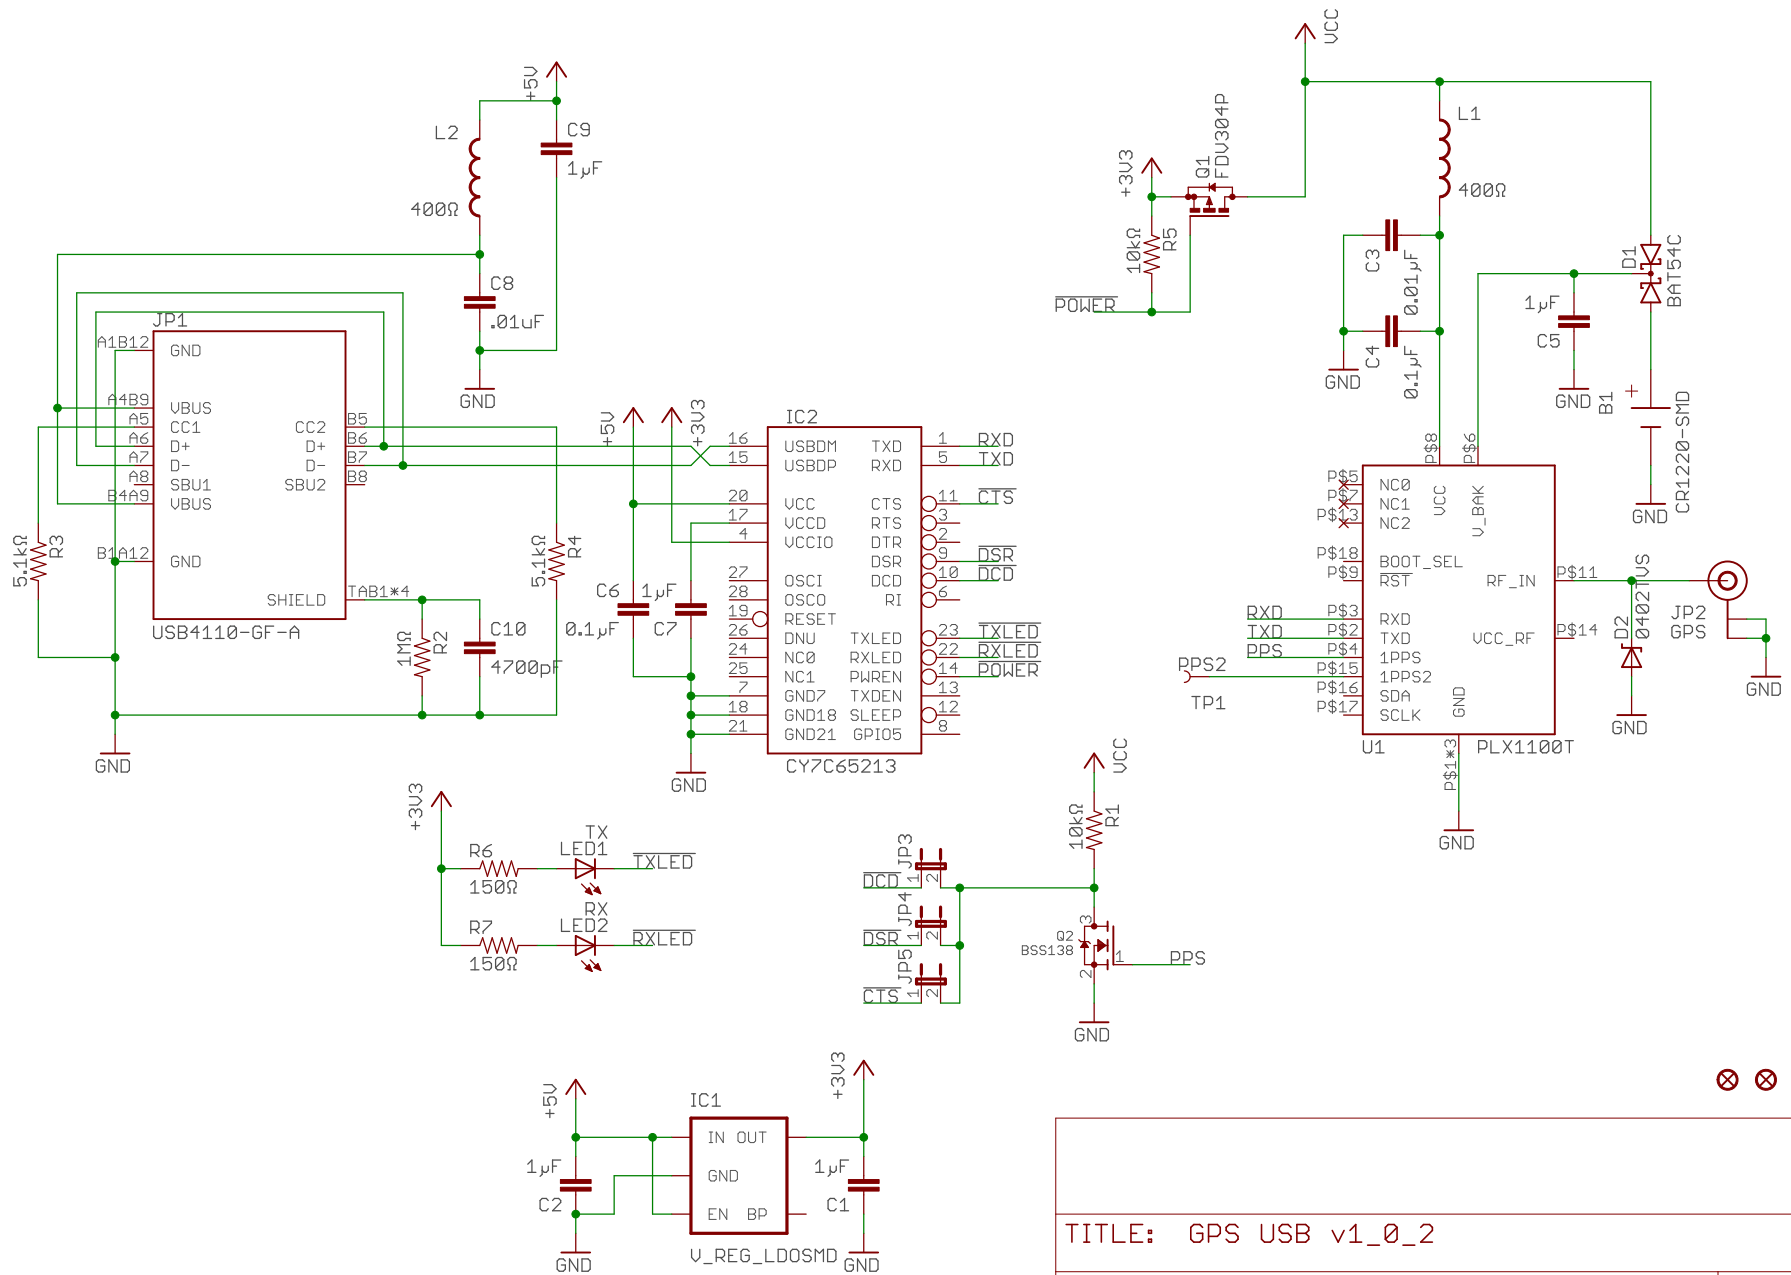 +5V
L2
400Ω
C9
1µF
C8
.01uF
GND
JP1
A1B12 GND
A4B9 VBUS
A5 CC1 CC2 B5
A6 D+ D+ B6
A7 D- D- B7
A8 SBU1 SBU2 B8
B4A9 VBUS
B1A12 GND
SHIELD TAB1*4
USB4110-GF-A
5.1kΩ R3
1MΩ R2
C10
4700pF
5.1kΩ R4
GND
+5V
+3V3
C6
0.1µF
1µF
C7
GND
IC2
16 USBDM TXD 1 RXD
15 USBDP RXD 5 TXD
20 VCC CTS 11 CTS
17 VCCD RTS 3
4 VCCIO DTR 2
DSR 9 DSR
27 OSCI DCD 10 DCD
28 OSCO RI 6
19 RESET
26 DNU TXLED 23 TXLED
24 NC0 RXLED 22 RXLED
25 NC1 PWREN 14 POWER
7 GND7 TXDEN 13
18 GND18 SLEEP 12
21 GND21 GPIO5 8
CY7C65213
VCC
+3V3
Q1
FDV304P
10kΩ R5
POWER
L1
400Ω
C3
0.01µF
C4
0.1µF
GND
D1
BAT54C
1µF
C5
GND
B1
+
CR1220-SMD
GND
P$8 P$6
VCC V_BAK
P$5 NC0
P$7 NC1
P$13 NC2
P$18 BOOT_SEL
P$9 RST
RF_IN P$11
RXD P$3 RXD
TXD P$2 TXD
VCC_RF P$14
PPS P$4 1PPS
PPS2 P$15 1PPS2
TP1
P$16 SDA
P$17 SCLK
GND
P$1*3
U1
PLX1100T
GND
D2
0402TVS
GND
JP2
GPS
GND
+3V3
R6
150Ω
TX
LED1
TXLED
R7
150Ω
RX
LED2
RXLED
VCC
10kΩ R1
JP3
DCD 1 2
JP4
DSR 1 2
JP5
CTS 1 2
Q2
BSS138
3
1
2
PPS
GND
+5V
1µF
C2
GND
IC1
IN OUT
GND
EN BP
V_REG_LDOSMD
+3V3
1µF
C1
GND
TITLE: GPS USB v1_0_2